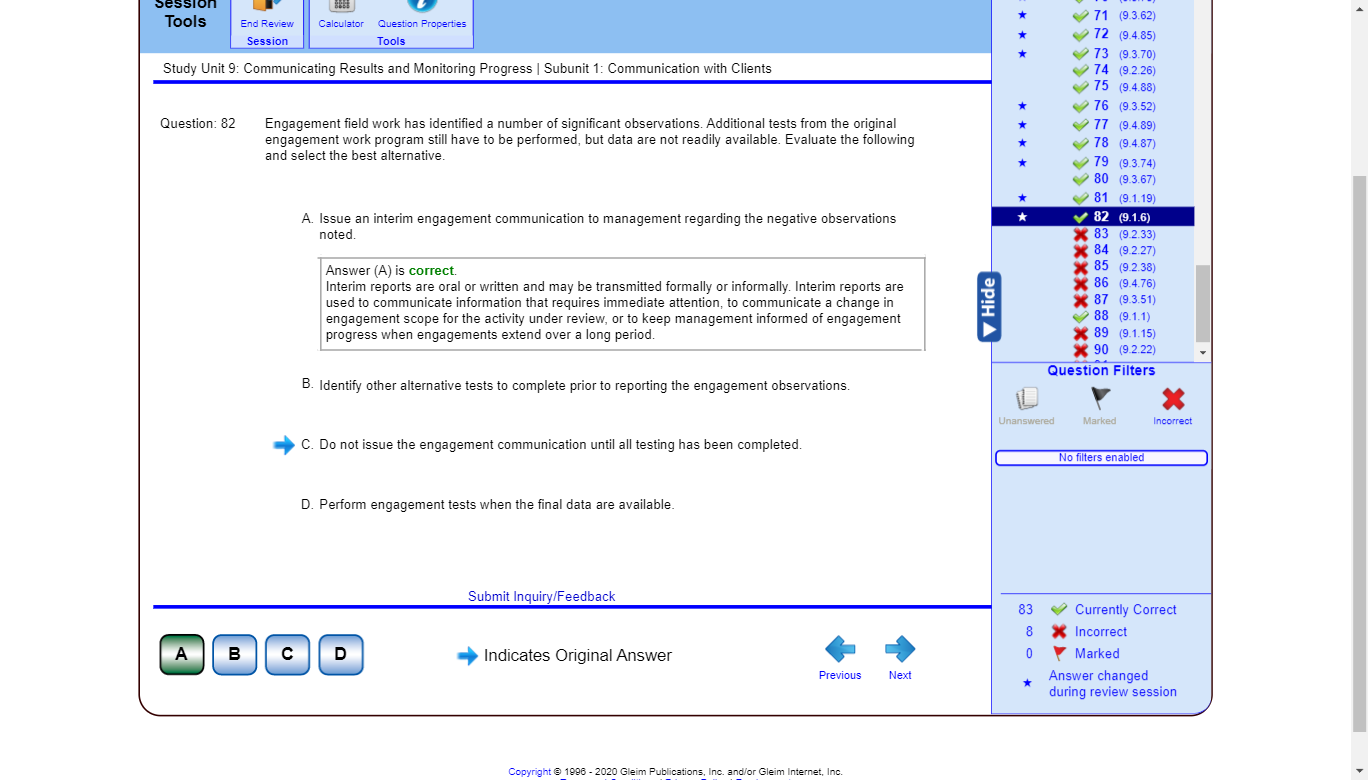 Session
Tools
End Review
Session
Calculator
Question Properties
Tools
Study Unit 9: Communicating Results and Monitoring Progress | Subunit 1: Communication with Clients
Question: 82
Engagement field work has identified a number of significant observations. Additional tests from the original
engagement work program still have to be performed, but data are not readily available. Evaluate the following
and select the best alternative.
A. Issue an interim engagement communication to management regarding the negative observations
noted.
Answer (A) is correct.
Interim reports are oral or written and may be transmitted formally or informally. Interim reports are
used to communicate information that requires immediate attention, to communicate a change in
engagement scope for the activity under review, or to keep management informed of engagement
progress when engagements extend over a long period.
B. Identify other alternative tests to complete prior to reporting the engagement observations.
C. Do not issue the engagement communication until all testing has been completed.
D. Perform engagement tests when the final data are available.
Submit Inquiry/Feedback
A B C D
Indicates Original Answer
Previous
Next
71 (9.3.62)
72 (9.4.85)
73 (9.3.70)
74 (9.2.26)
75 (9.4.88)
76 (9.3.52)
77 (9.4.89)
78 (9.4.87)
79 (9.3.74)
80 (9.3.67)
81 (9.1.19)
82 (9.1.6)
83 (9.2.33)
84 (9.2.27)
85 (9.2.38)
86 (9.4.76)
87 (9.3.51)
88 (9.1.1)
89 (9.1.15)
90 (9.2.22)
Hide
Question Filters
Unanswered
Marked
Incorrect
No filters enabled
83 Currently Correct
8 Incorrect
0 Marked
Answer changed
during review session
Copyright © 1996 - 2020 Gleim Publications, Inc. and/or Gleim Internet, Inc.